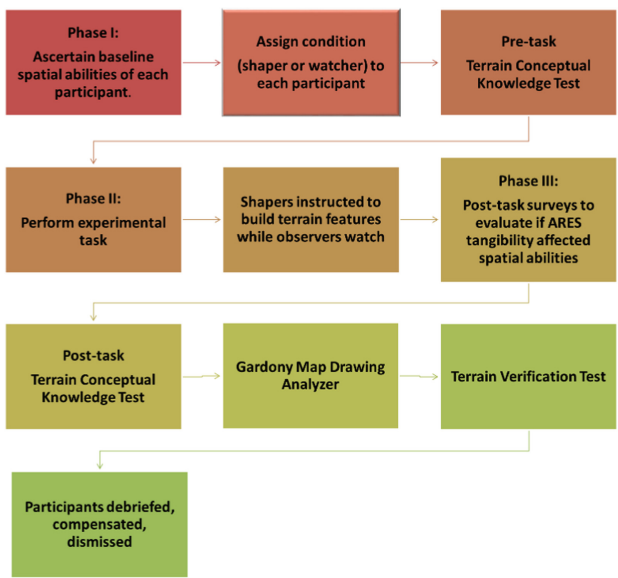 Phase I:
Ascertain baseline
spatial abilities of each
participant.
Assign condition
(shaper or watcher) to
each participant
Pre-task
Terrain Conceptual
Knowledge Test
Phase II:
Perform experimental
task
Shapers instructed to
build terrain features
while observers watch
Phase III:
Post-task surveys to
evaluate if ARES
tangibility affected
spatial abilities
Post-task
Terrain Conceptual
Knowledge Test
Gardony Map Drawing
Analyzer
Terrain Verification Test
Participants debriefed,
compensated,
dismissed